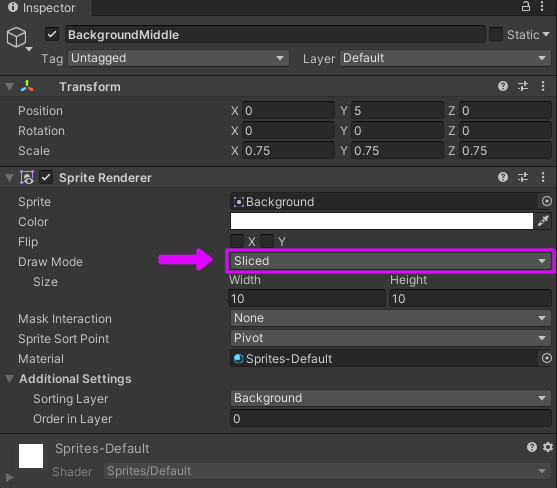 Inspector
BackgroundMiddle Static
Tag Untagged Layer Default
Transform
Position X 0 Y 5 Z 0
Rotation X 0 Y 0 Z 0
Scale X 0.75 Y 0.75 Z 0.75
Sprite Renderer
Sprite Background
Color
Flip X Y
Draw Mode Sliced
Size Width Height
10 10
Mask Interaction None
Sprite Sort Point Pivot
Material Sprites-Default
Additional Settings
Sorting Layer Background
Order in Layer 0
Sprites-Default
Shader Sprites/Default